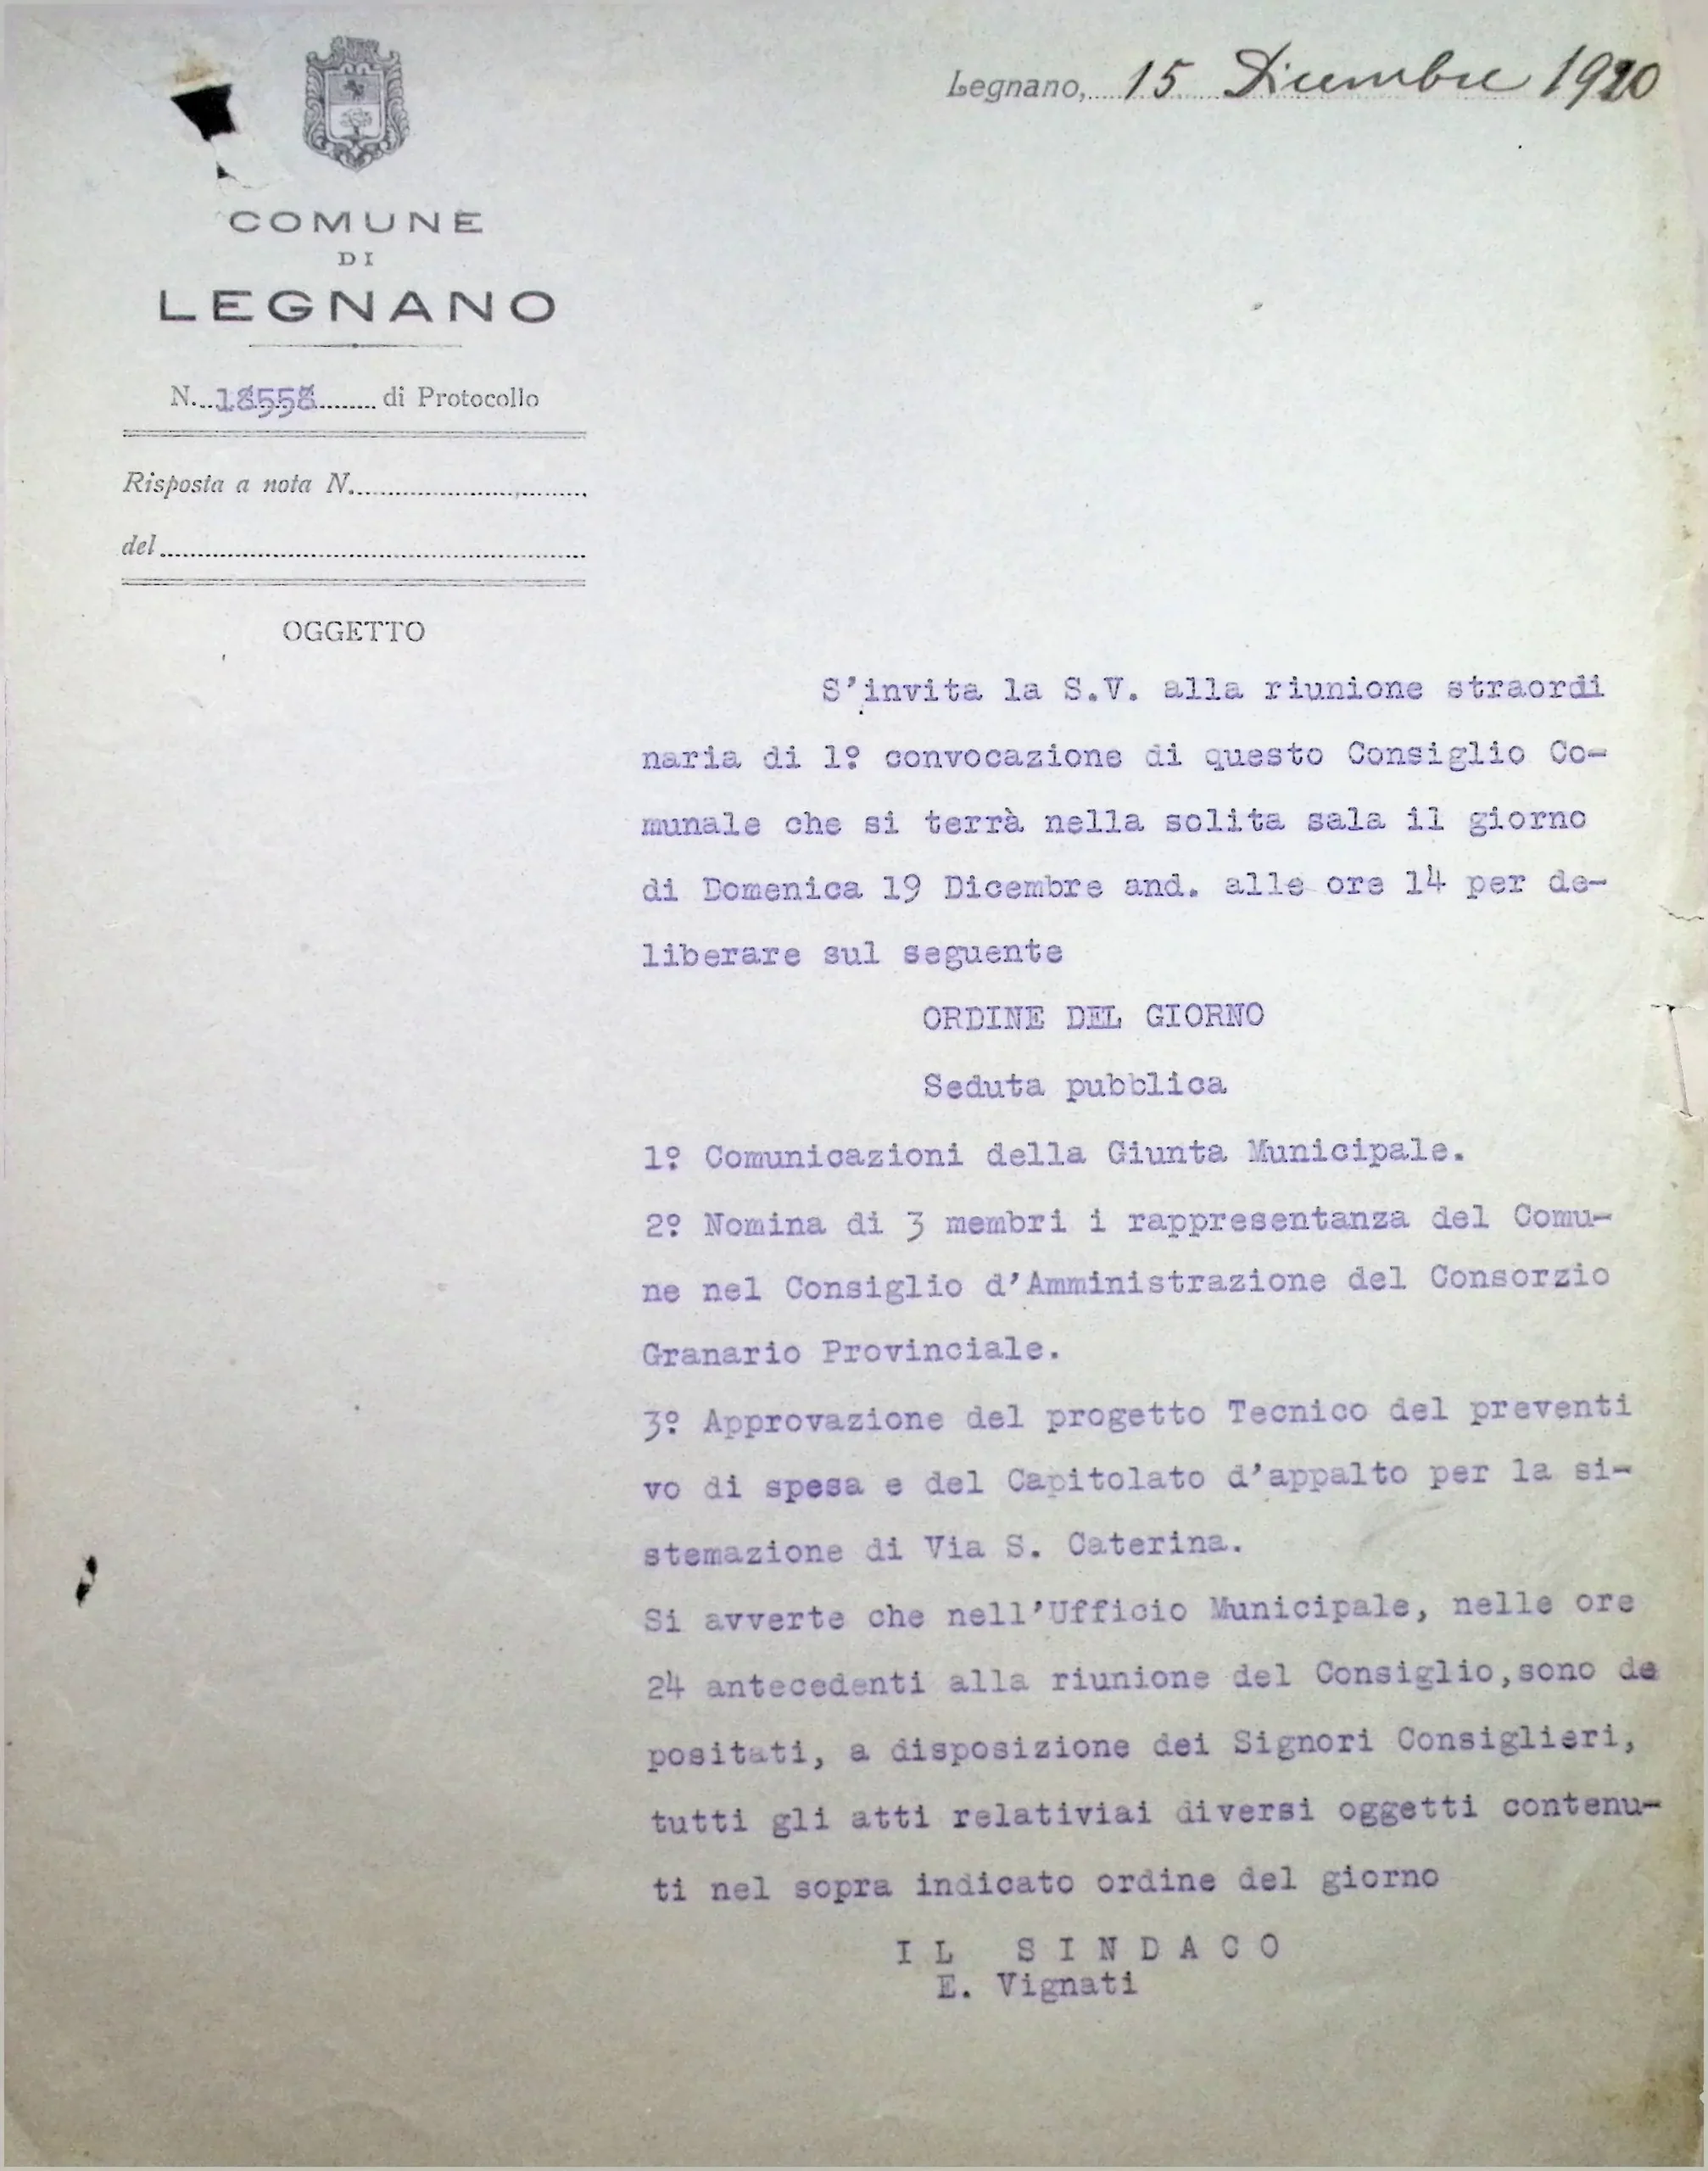 Legnano, 15 Dicembre 1920
COMUNE
DI
LEGNANO
N. 18558 di Protocollo
Risposta a nota N.
del
OGGETTO
S'invita la S.V. alla riunione straordi
naria di 1º convocazione di questo Consiglio Co-
munale che si terrà nella solita sala il giorno
di Domenica 19 Dicembre and. alle ore 14 per de-
liberare sul seguente
ORDINE DEL GIORNO
Seduta pubblica
1º Comunicazioni della Giunta Municipale.
2º Nomina di 3 membri i rappresentanza del Comu-
ne nel Consiglio d'Amministrazione del Consorzio
Granario Provinciale.
3º Approvazione del progetto Tecnico del preventi
vo di spesa e del Capitolato d'appalto per la si-
stemazione di Via S. Caterina.
Si avverte che nell'Ufficio Municipale, nelle ore
24 antecedenti alla riunione del Consiglio,sono de
positati, a disposizione dei Signori Consiglieri,
tutti gli atti relativiai diversi oggetti contenu-
ti nel sopra indicato ordine del giorno
IL SINDACO
E. Vignati